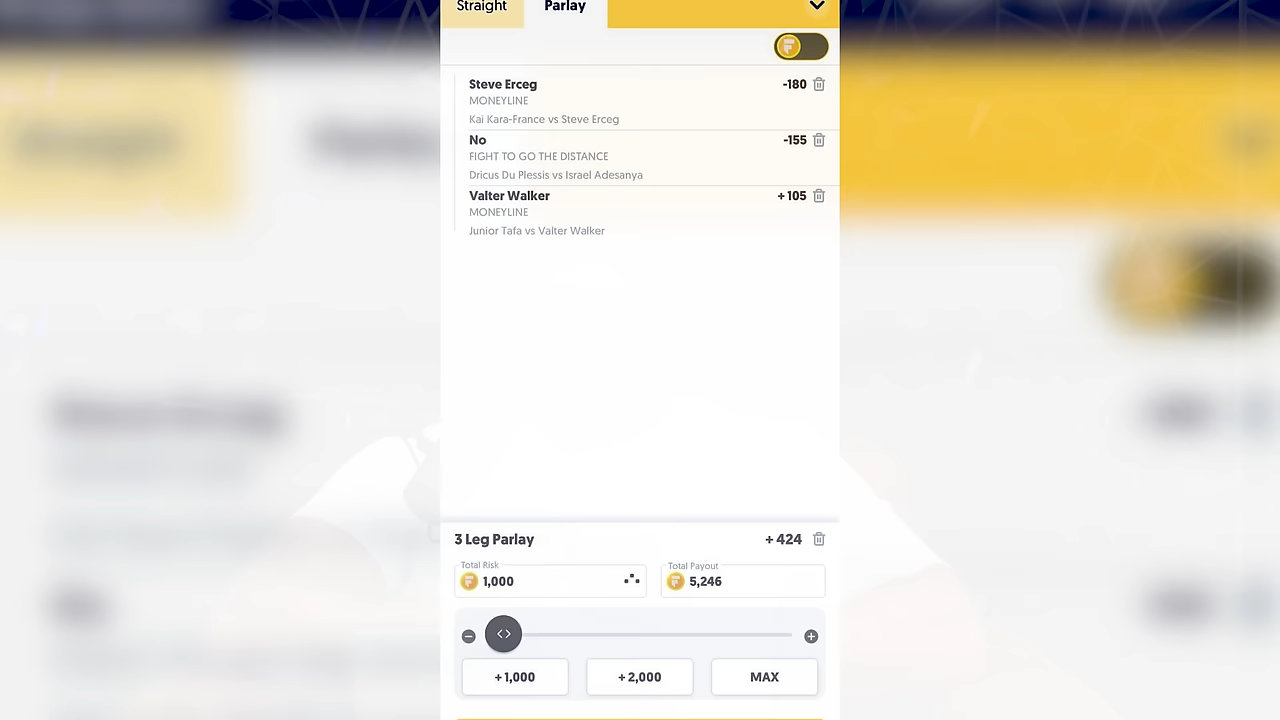 Straight
Parlay
Steve Erceg
-180
MONEYLINE
Kai Kara-France vs Steve Erceg
No
-155
FIGHT TO GO THE DISTANCE
Dricus Du Plessis vs Israel Adesanya
Valter Walker
+105
MONEYLINE
Junior Tafa vs Valter Walker
3 Leg Parlay
+424
Total Risk
1,000
Total Payout
5,246
+1,000
+2,000
MAX